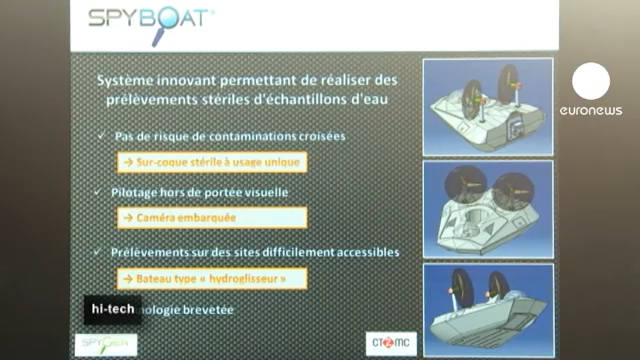 SPYBOAT
Système innovant permettant de réaliser des
prélèvements stériles d'échantillons d'eau
✓ Pas de risque de contaminations croisées
→ Sur-coque stérile à usage unique
✓ Pilotage hors de portée visuelle
→ Caméra embarquée
✓ Prélèvements sur des sites difficilement accessibles
→ Bateau type « hydroglisseur »
brevetée
hi-tech
SPYGEN
CT2MC
euronews